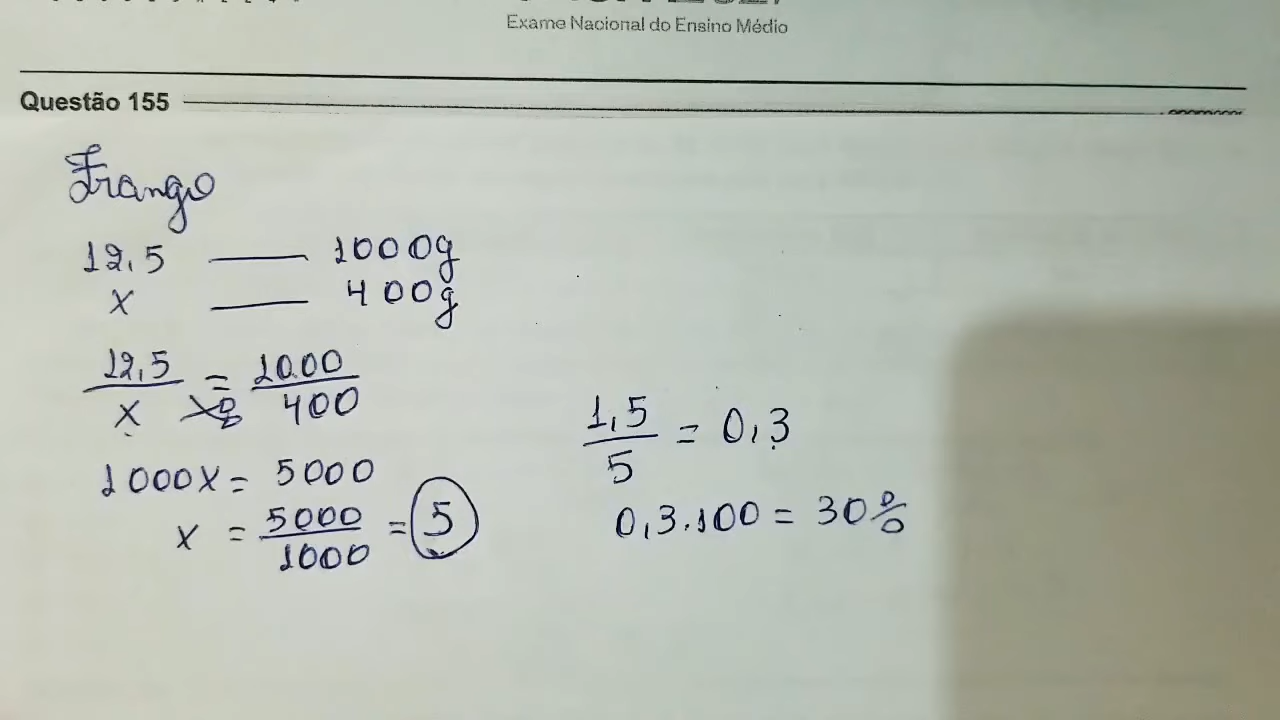 Exame Nacional do Ensino Médio
Questão 155
Frango
12,5 —— 1000g
x —— 400g
12,5 / x = 1000 / 400
1000x = 5000
x = 5000 / 1000 = 5
1,5 / 5 = 0,3
0,3.100 = 30%